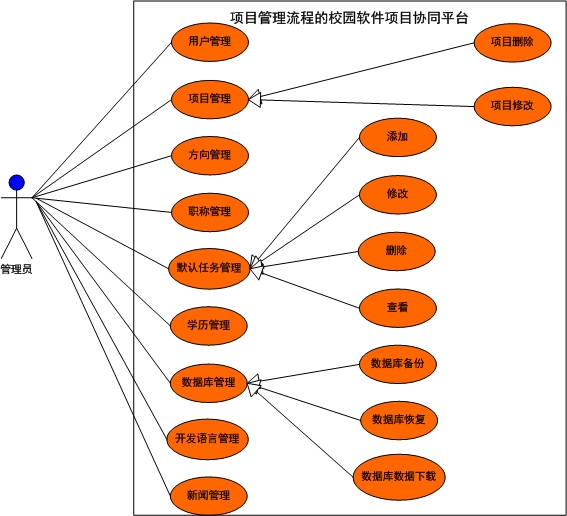 项目管理流程的校园软件项目协同平台
用户管理
项目删除
项目管理
项目修改
添加
方向管理
修改
职称管理
删除
管理员
默认任务管理
查看
学历管理
数据库备份
数据库管理
数据库恢复
开发语言管理
数据库数据下载
新闻管理